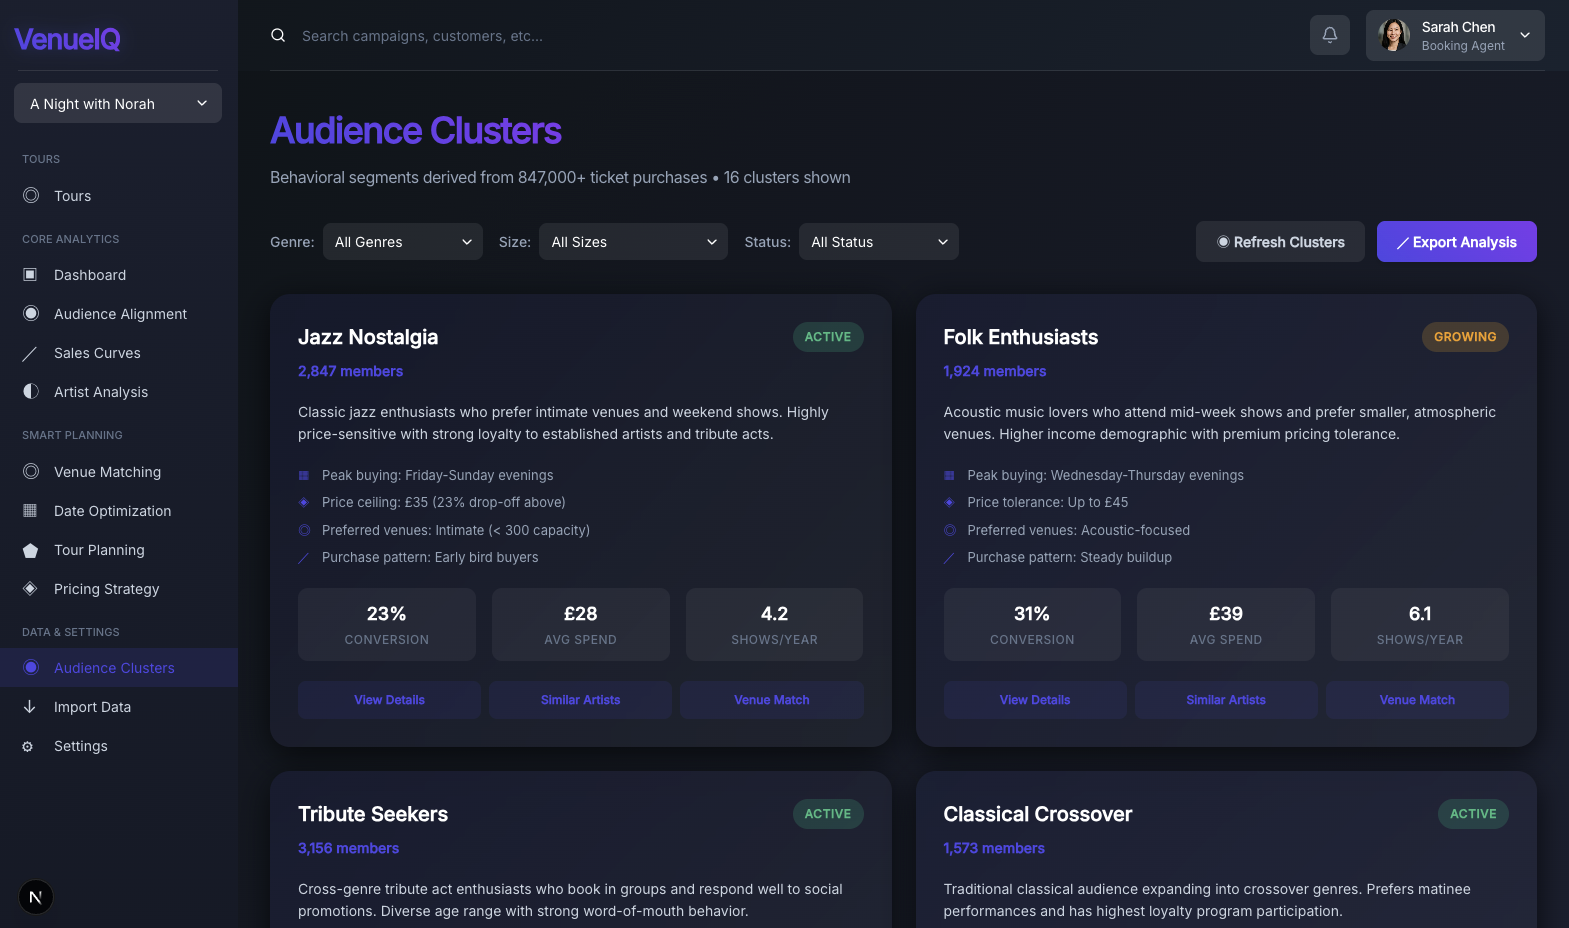 VenueIQ
A Night with Norah
TOURS
Tours
CORE ANALYTICS
Dashboard
Audience Alignment
Sales Curves
Artist Analysis
SMART PLANNING
Venue Matching
Date Optimization
Tour Planning
Pricing Strategy
DATA & SETTINGS
Audience Clusters
Import Data
Settings
N
Search campaigns, customers, etc...
Sarah Chen
Booking Agent
Audience Clusters
Behavioral segments derived from 847,000+ ticket purchases • 16 clusters shown
Genre: All Genres Size: All Sizes Status: All Status
Refresh Clusters Export Analysis
Jazz Nostalgia ACTIVE
2,847 members
Classic jazz enthusiasts who prefer intimate venues and weekend shows. Highly
price-sensitive with strong loyalty to established artists and tribute acts.
Peak buying: Friday-Sunday evenings
Price ceiling: £35 (23% drop-off above)
Preferred venues: Intimate (< 300 capacity)
Purchase pattern: Early bird buyers
23% £28 4.2
CONVERSION AVG SPEND SHOWS/YEAR
View Details Similar Artists Venue Match
Folk Enthusiasts GROWING
1,924 members
Acoustic music lovers who attend mid-week shows and prefer smaller, atmospheric
venues. Higher income demographic with premium pricing tolerance.
Peak buying: Wednesday-Thursday evenings
Price tolerance: Up to £45
Preferred venues: Acoustic-focused
Purchase pattern: Steady buildup
31% £39 6.1
CONVERSION AVG SPEND SHOWS/YEAR
View Details Similar Artists Venue Match
Tribute Seekers ACTIVE
3,156 members
Cross-genre tribute act enthusiasts who book in groups and respond well to social
promotions. Diverse age range with strong word-of-mouth behavior.
Classical Crossover ACTIVE
1,573 members
Traditional classical audience expanding into crossover genres. Prefers matinee
performances and has highest loyalty program participation.